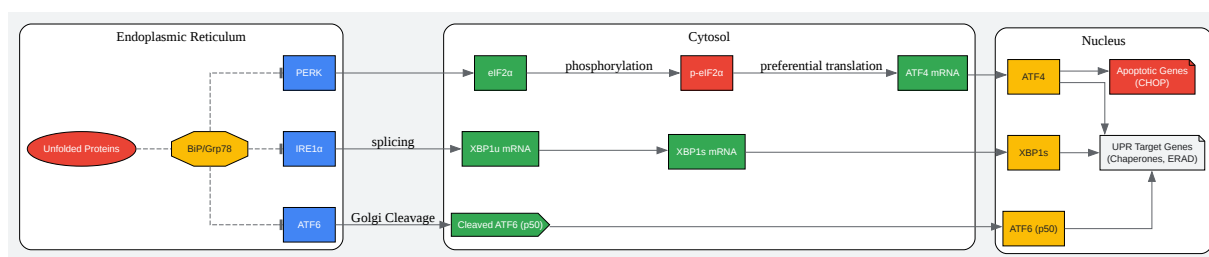 Endoplasmic Reticulum
Cytosol
Nucleus
PERK
eIF2α
phosphorylation
p-eIF2α
preferential translation
ATF4 mRNA
ATF4
Apoptotic Genes
(CHOP)
Unfolded Proteins
BiP/Grp78
IRE1α
splicing
XBP1u mRNA
XBP1s mRNA
XBP1s
UPR Target Genes
(Chaperones, ERAD)
ATF6
Golgi Cleavage
Cleaved ATF6 (p50)
ATF6 (p50)